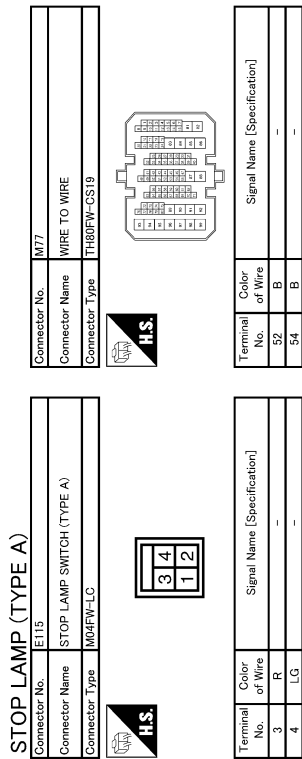 STOP LAMP (TYPE A)
Connector No. E115
Connector Name STOP LAMP SWITCH (TYPE A)
Connector Type M04FW-LC
H.S.
3 4
1 2
Terminal No. Color of Wire Signal Name [Specification]
3 R -
4 LG -
Connector No. M77
Connector Name WIRE TO WIRE
Connector Type TH80FW-CS19
H.S.
Terminal No. Color of Wire Signal Name [Specification]
52 B -
54 B -